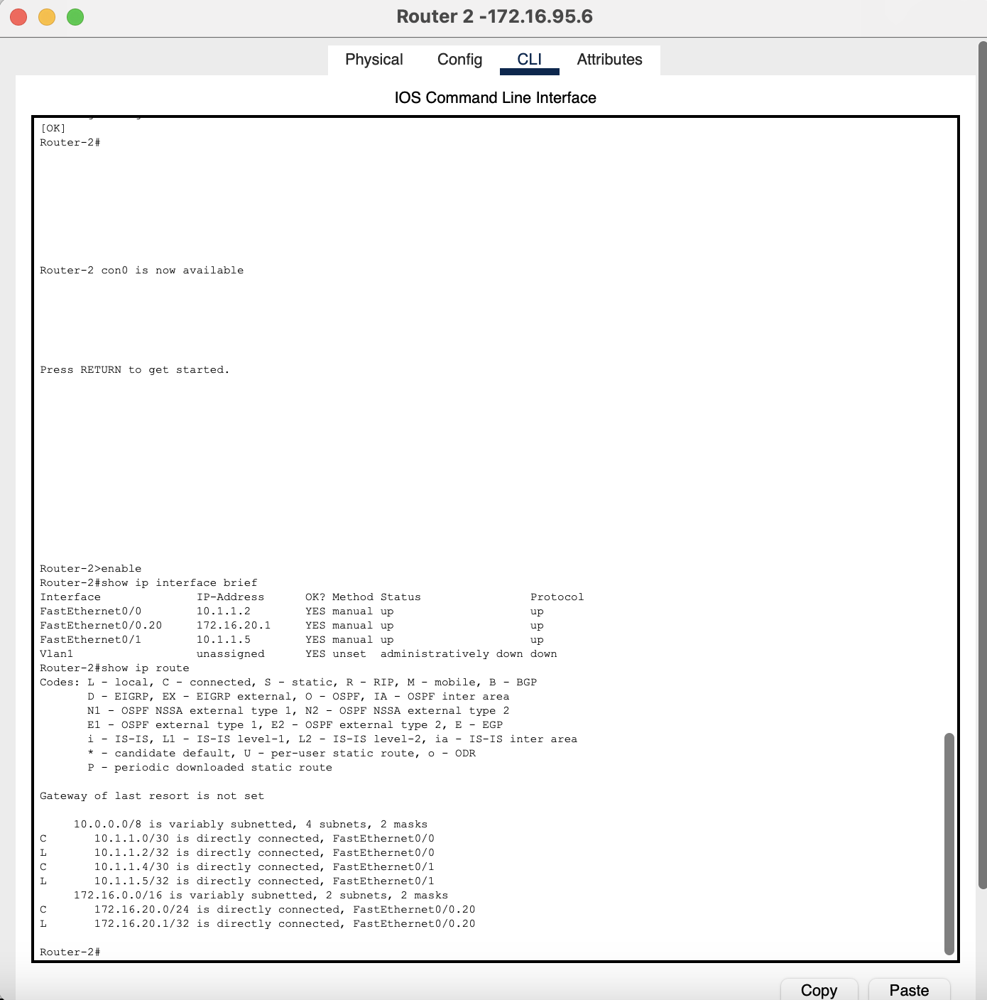 Router 2 -172.16.95.6
Physical Config CLI Attributes
IOS Command Line Interface
[OK]
Router-2#
Router-2 con0 is now available
Press RETURN to get started.
Router-2>enable
Router-2#show ip interface brief
Interface IP-Address OK? Method Status Protocol
FastEthernet0/0 10.1.1.2 YES manual up up
FastEthernet0/0.20 172.16.20.1 YES manual up up
FastEthernet0/1 10.1.1.5 YES manual up up
Vlan1 unassigned YES unset administratively down down
Router-2#show ip route
Codes: L - local, C - connected, S - static, R - RIP, M - mobile, B - BGP
D - EIGRP, EX - EIGRP external, O - OSPF, IA - OSPF inter area
N1 - OSPF NSSA external type 1, N2 - OSPF NSSA external type 2
E1 - OSPF external type 1, E2 - OSPF external type 2, E - EGP
i - IS-IS, L1 - IS-IS level-1, L2 - IS-IS level-2, ia - IS-IS inter area
* - candidate default, U - per-user static route, o - ODR
P - periodic downloaded static route
Gateway of last resort is not set
10.0.0.0/8 is variably subnetted, 4 subnets, 2 masks
C 10.1.1.0/30 is directly connected, FastEthernet0/0
L 10.1.1.2/32 is directly connected, FastEthernet0/0
C 10.1.1.4/30 is directly connected, FastEthernet0/1
L 10.1.1.5/32 is directly connected, FastEthernet0/1
172.16.0.0/16 is variably subnetted, 2 subnets, 2 masks
C 172.16.20.0/24 is directly connected, FastEthernet0/0.20
L 172.16.20.1/32 is directly connected, FastEthernet0/0.20
Router-2#
Copy Paste